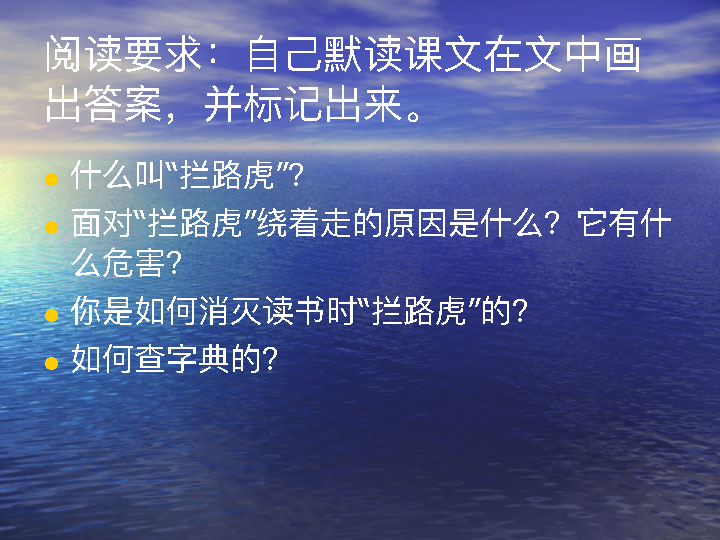 阅读要求：自己默读课文在文中画
出答案，并标记出来。
什么叫“拦路虎”?
面对“拦路虎”绕着走的原因是什么？它有什
么危害?
你是如何消灭读书时“拦路虎”的?
如何查字典的?